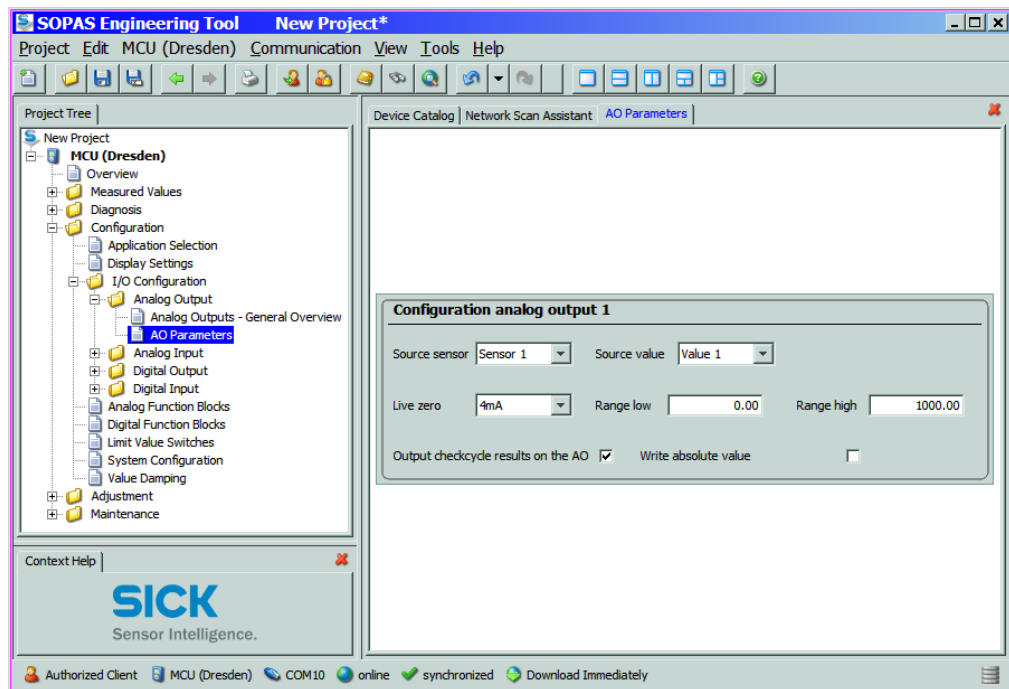 SOPAS Engineering Tool New Project*
Project Edit MCU (Dresden) Communication View Tools Help
Project Tree
New Project
MCU (Dresden)
Overview
Measured Values
Diagnosis
Configuration
Application Selection
Display Settings
I/O Configuration
Analog Output
Analog Outputs - General Overview
AO Parameters
Analog Input
Digital Output
Digital Input
Analog Function Blocks
Digital Function Blocks
Limit Value Switches
System Configuration
Value Damping
Adjustment
Maintenance
Context Help
SICK
Sensor Intelligence.
Device Catalog Network Scan Assistant AO Parameters
Configuration analog output 1
Source sensor Sensor 1 Source value Value 1
Live zero 4mA Range low 0.00 Range high 1000.00
Output checkcycle results on the AO Write absolute value
Authorized Client MCU (Dresden) COM10 online synchronized Download Immediately